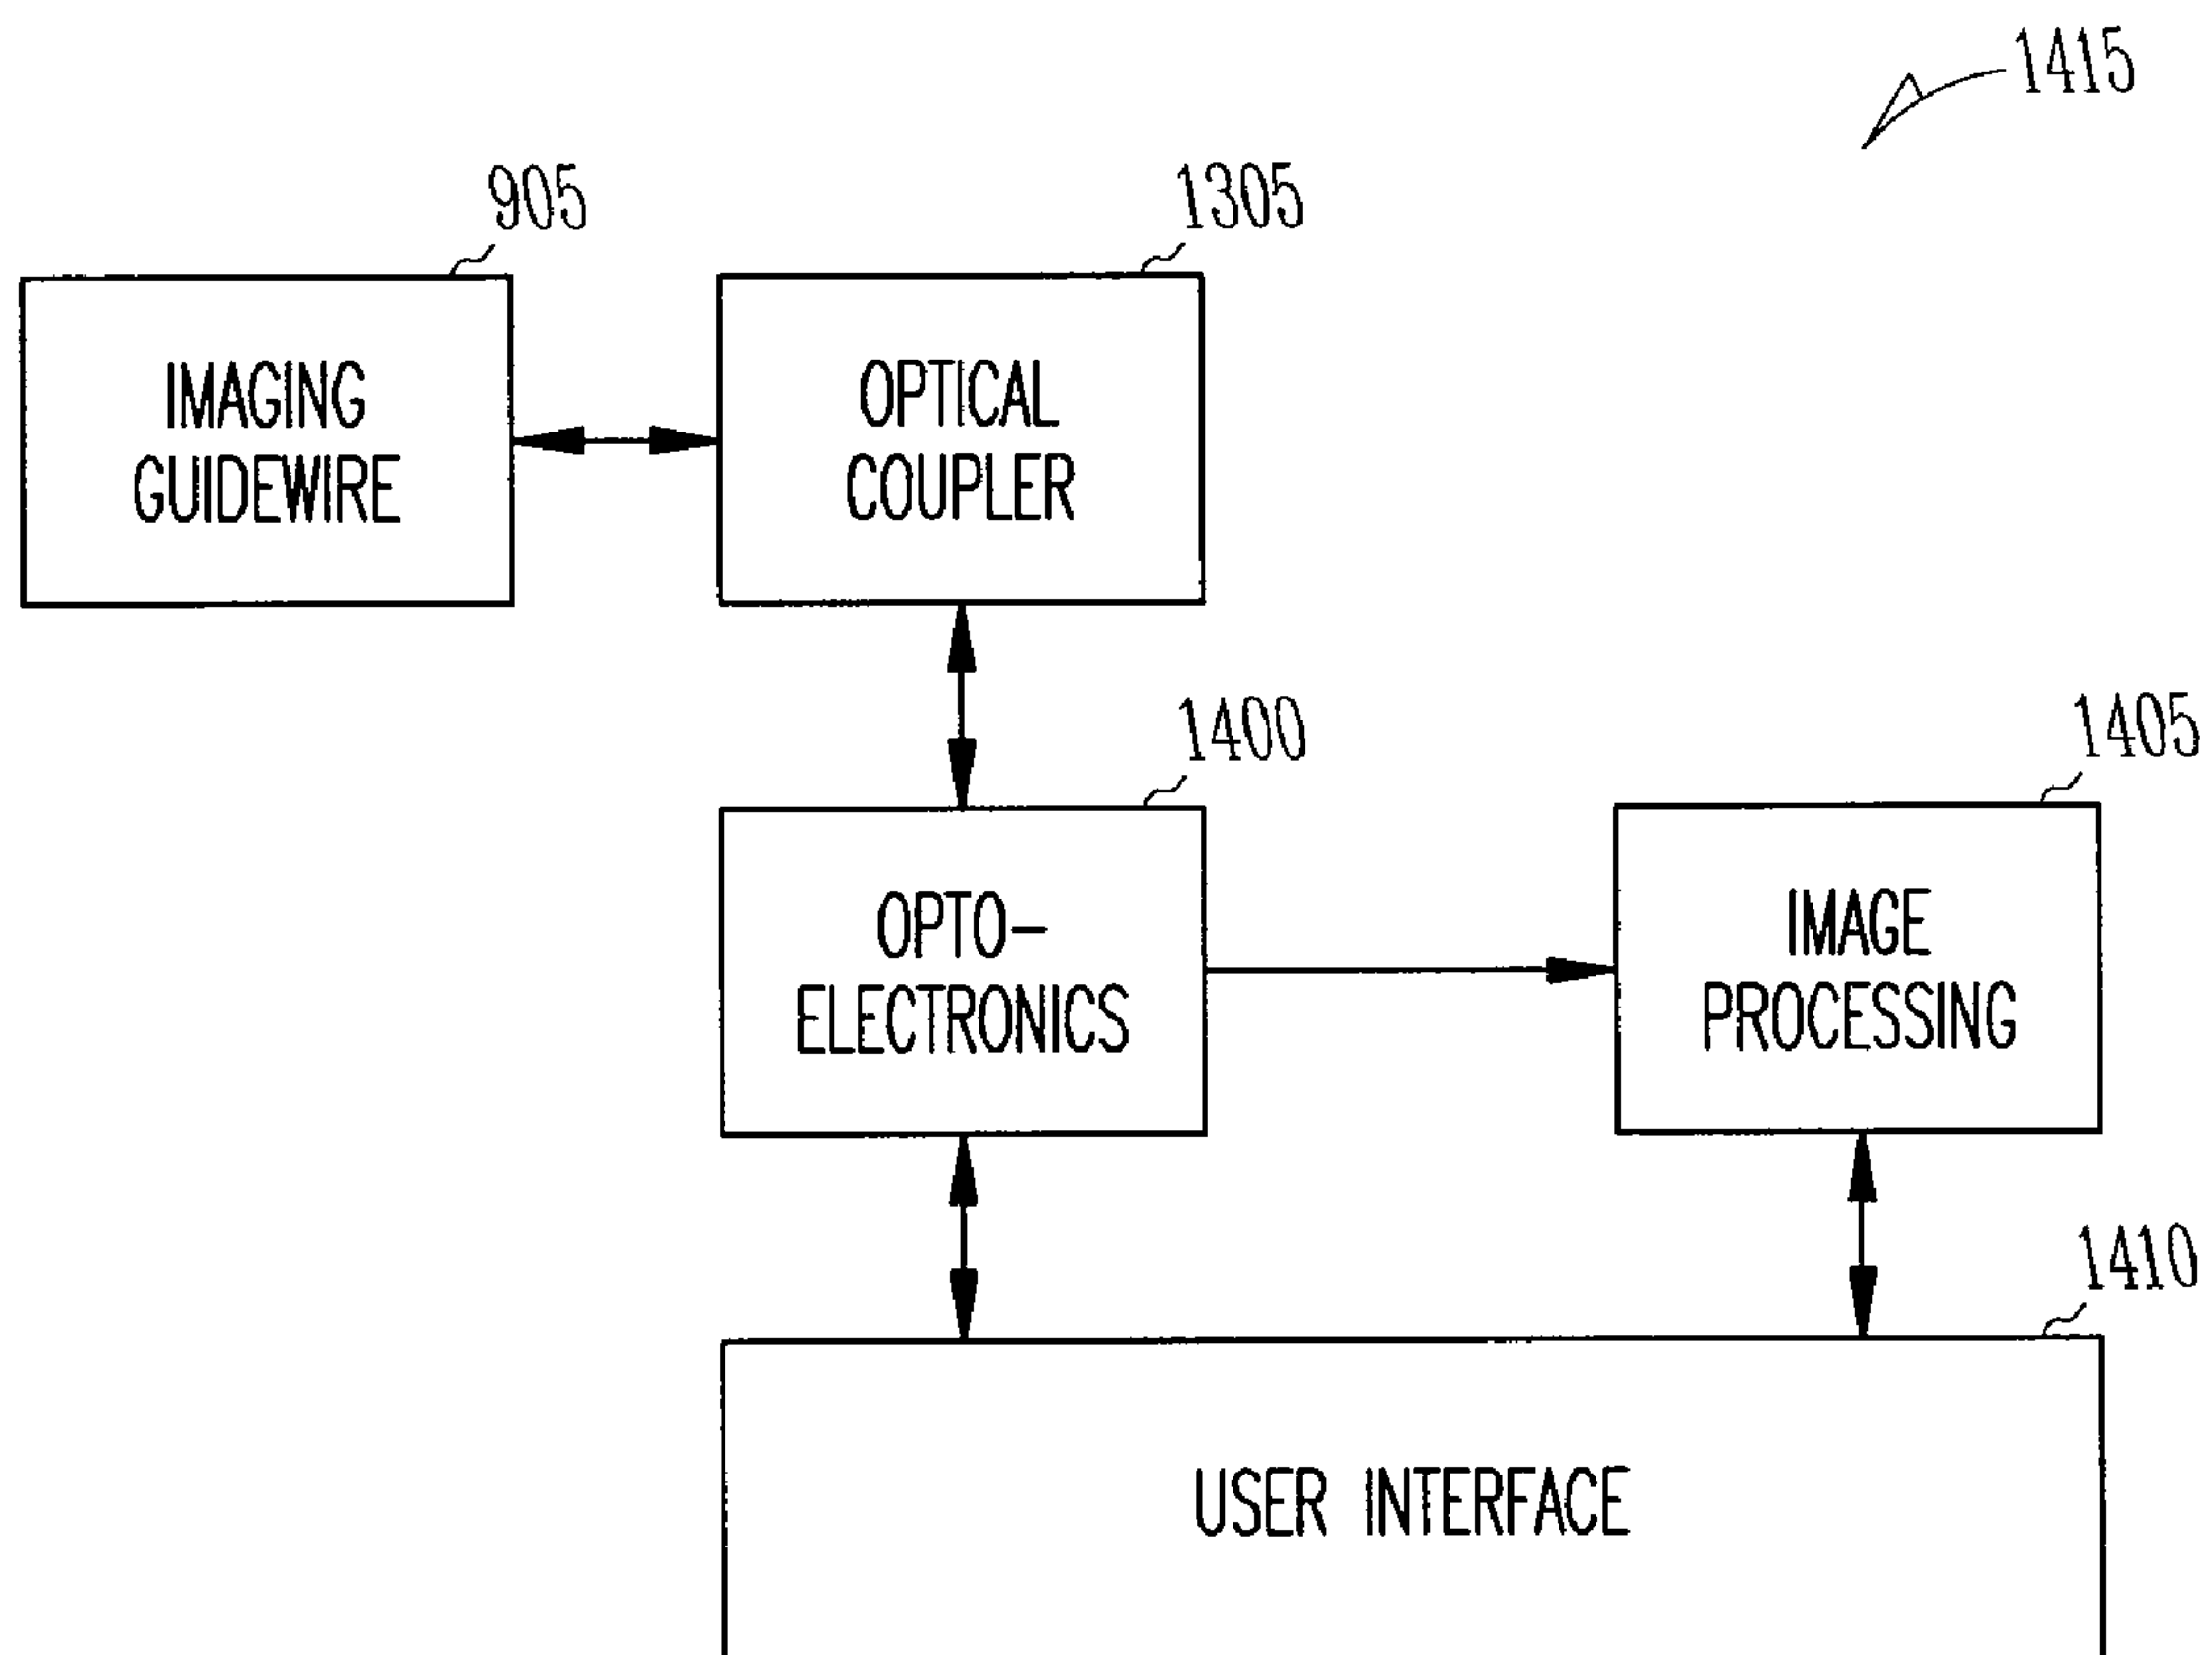 1415
905
1305
IMAGING
GUIDEWIRE
OPTICAL
COUPLER
1400
1405
OPTO-
ELECTRONICS
IMAGE
PROCESSING
1410
USER INTERFACE